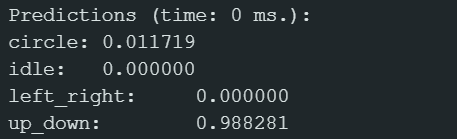 Predictions (time: 0 ms.):
circle: 0.011719
idle:   0.000000
left_right:     0.000000
up_down:        0.988281